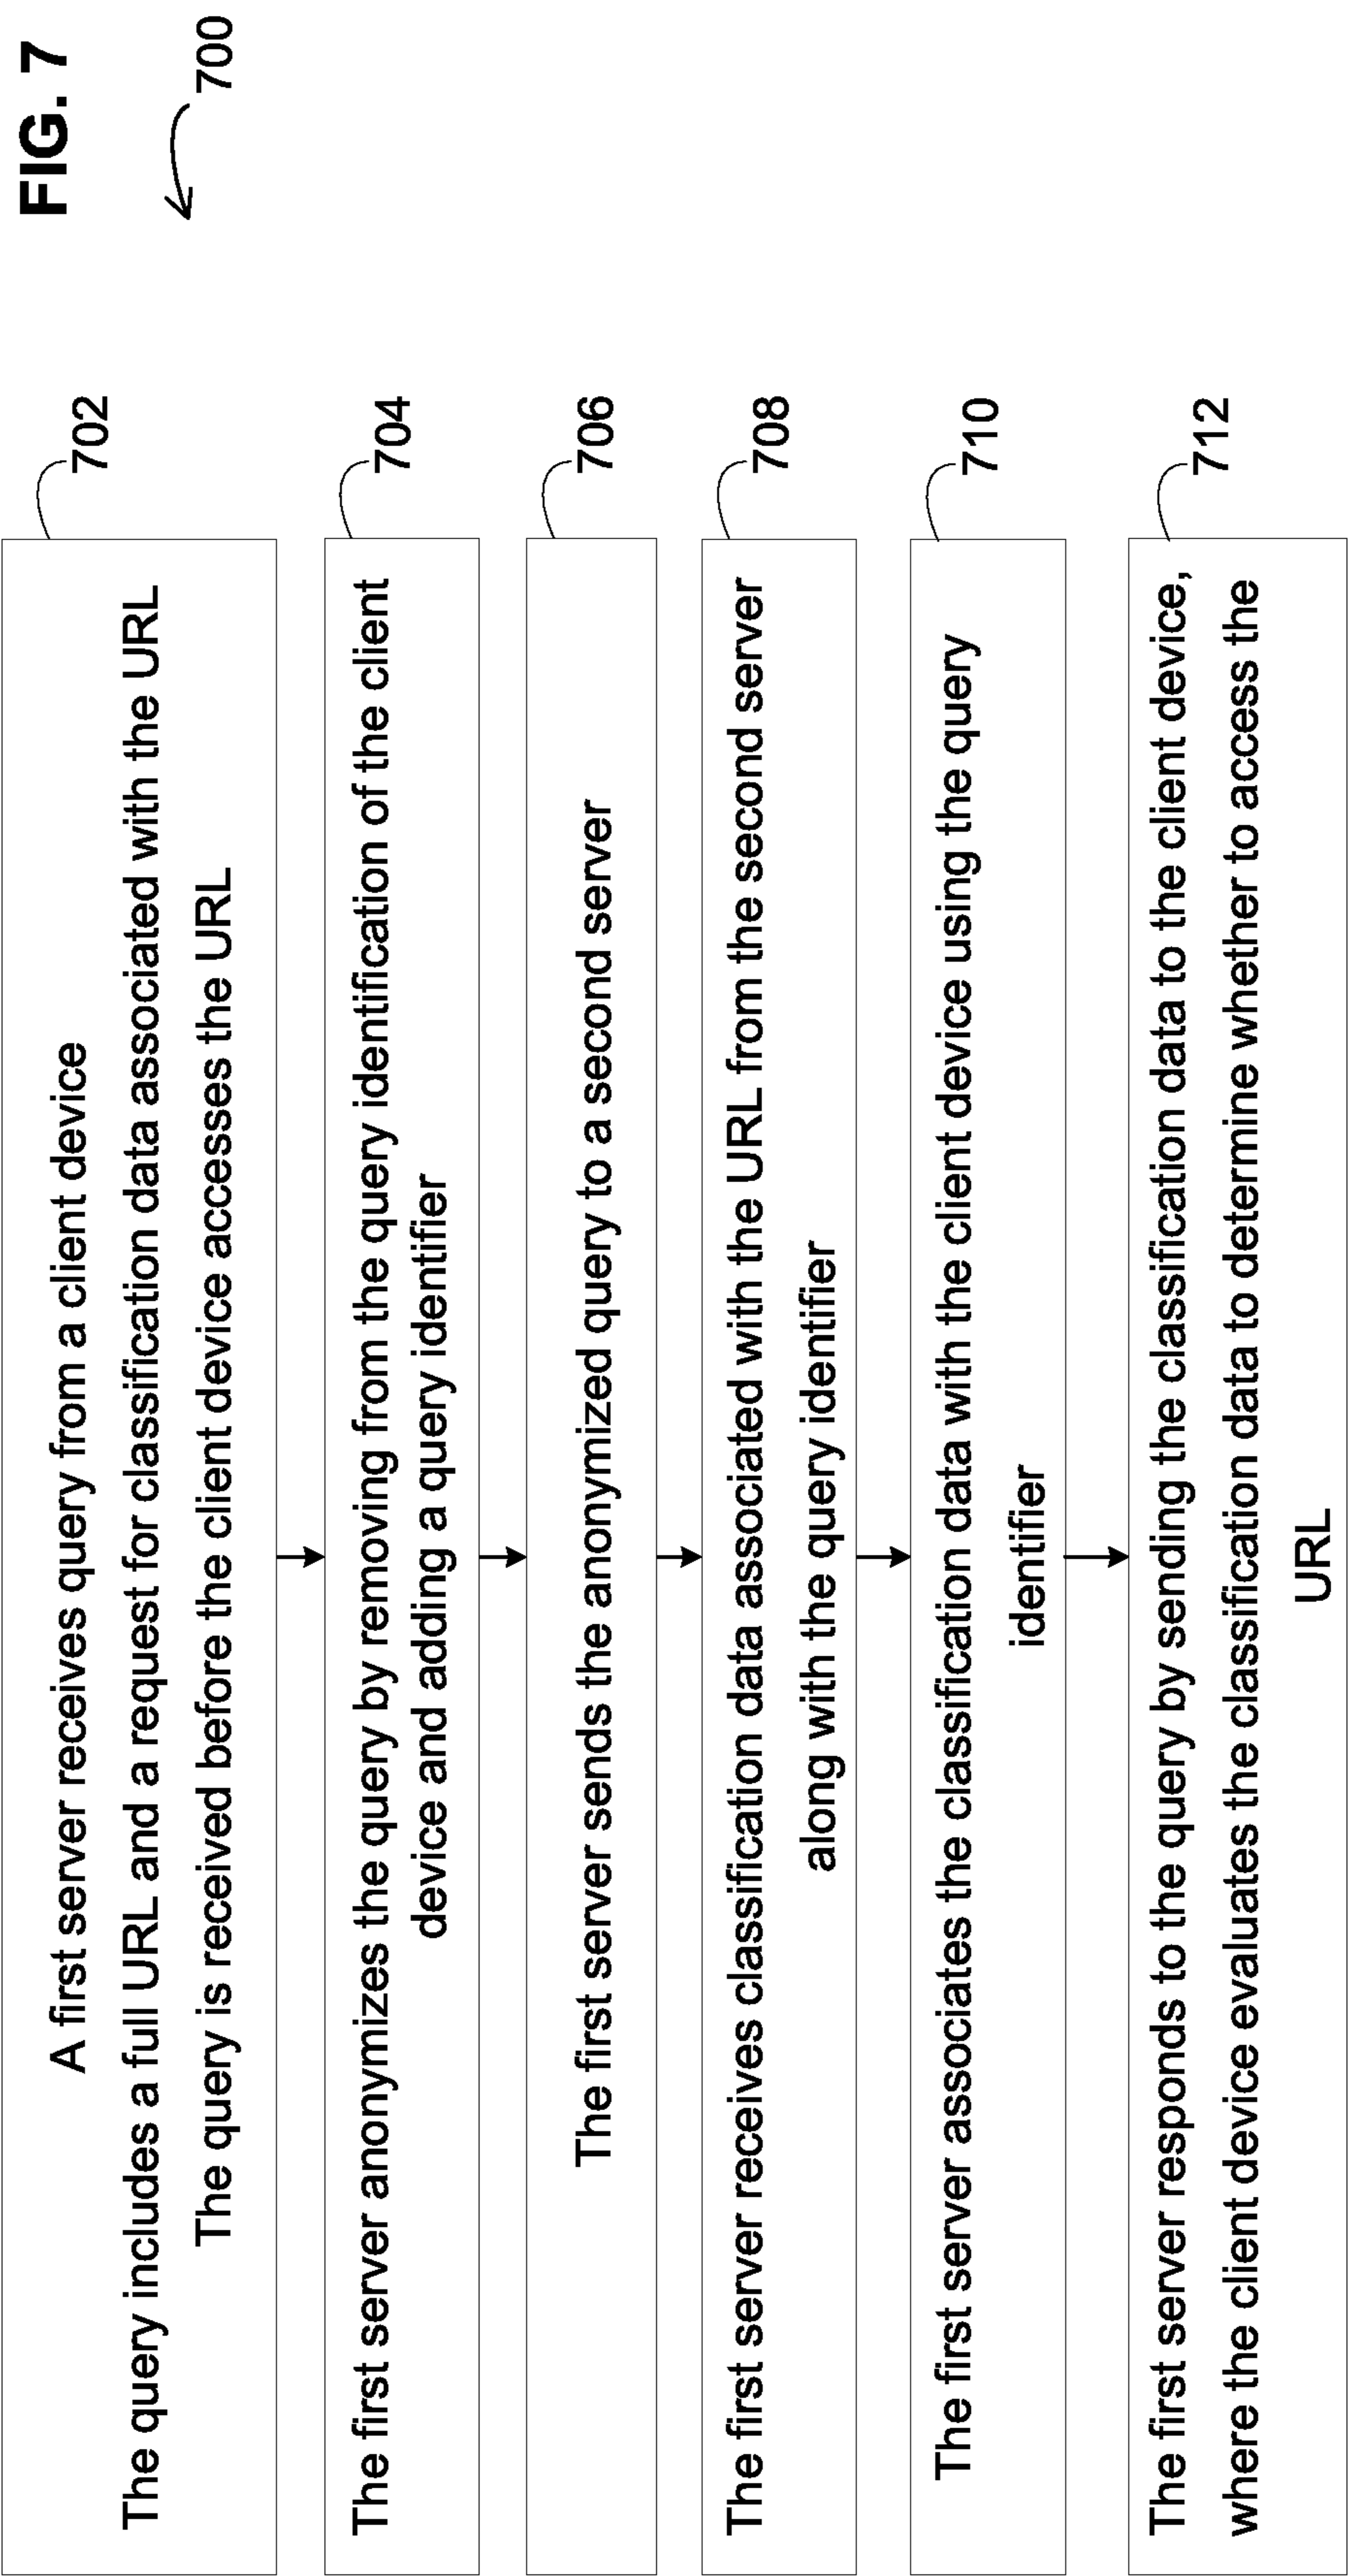 FIG. 7
700
702
A first server receives query from a client device
The query includes a full URL and a request for classification data associated with the URL
The query is received before the client device accesses the URL
704
The first server anonymizes the query by removing from the query identification of the client
device and adding a query identifier
706
The first server sends the anonymized query to a second server
708
The first server receives classification data associated with the URL from the second server
along with the query identifier
710
The first server associates the classification data with the client device using the query
identifier
712
The first server responds to the query by sending the classification data to the client device,
where the client device evaluates the classification data to determine whether to access the
URL